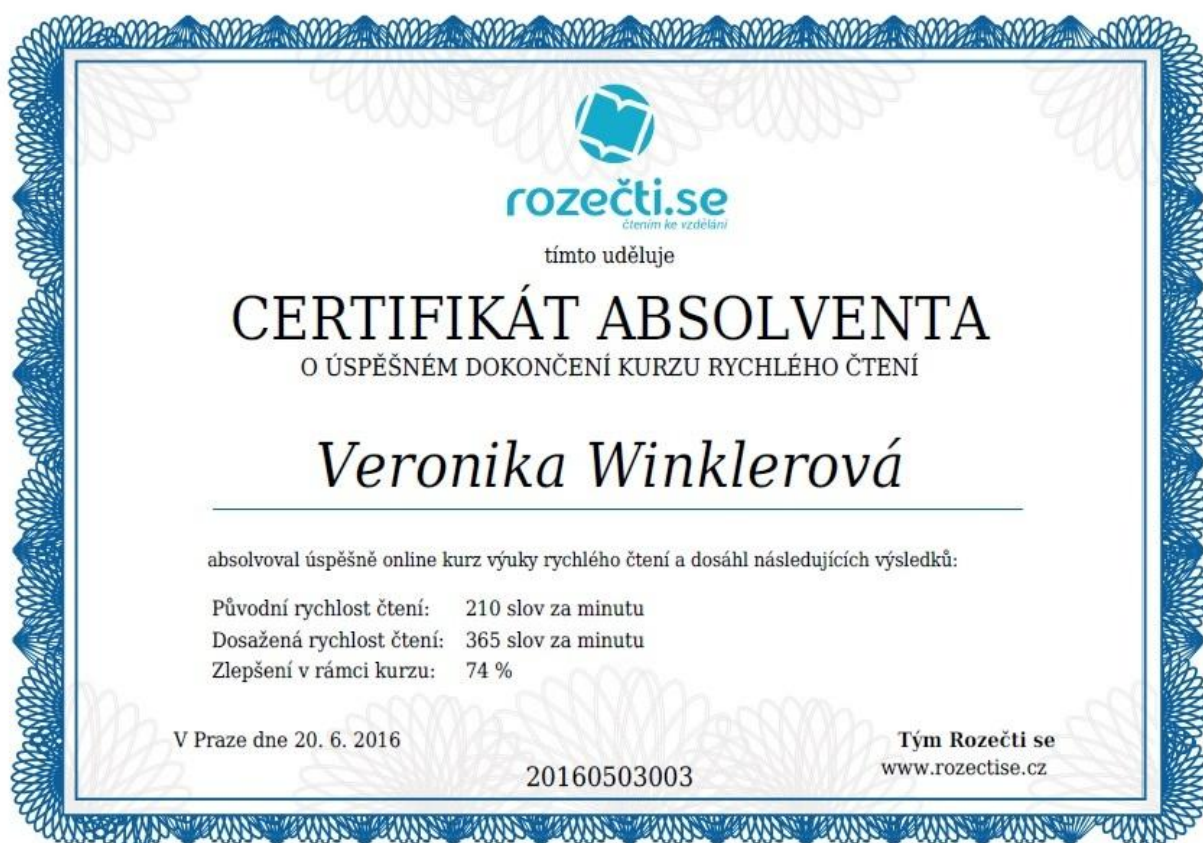 rozečti.se
čtením ke vzdělání
tímto uděluje
CERTIFIKÁT ABSOLVENTA
O ÚSPĚŠNÉM DOKONČENÍ KURZU RYCHLÉHO ČTENÍ
Veronika Winklerová
absolvoval úspěšně online kurz výuky rychlého čtení a dosáhl následujících výsledků:
Původní rychlost čtení: 210 slov za minutu
Dosažená rychlost čtení: 365 slov za minutu
Zlepšení v rámci kurzu: 74 %
V Praze dne 20. 6. 2016
20160503003
Tým Rozečti se
www.rozectise.cz